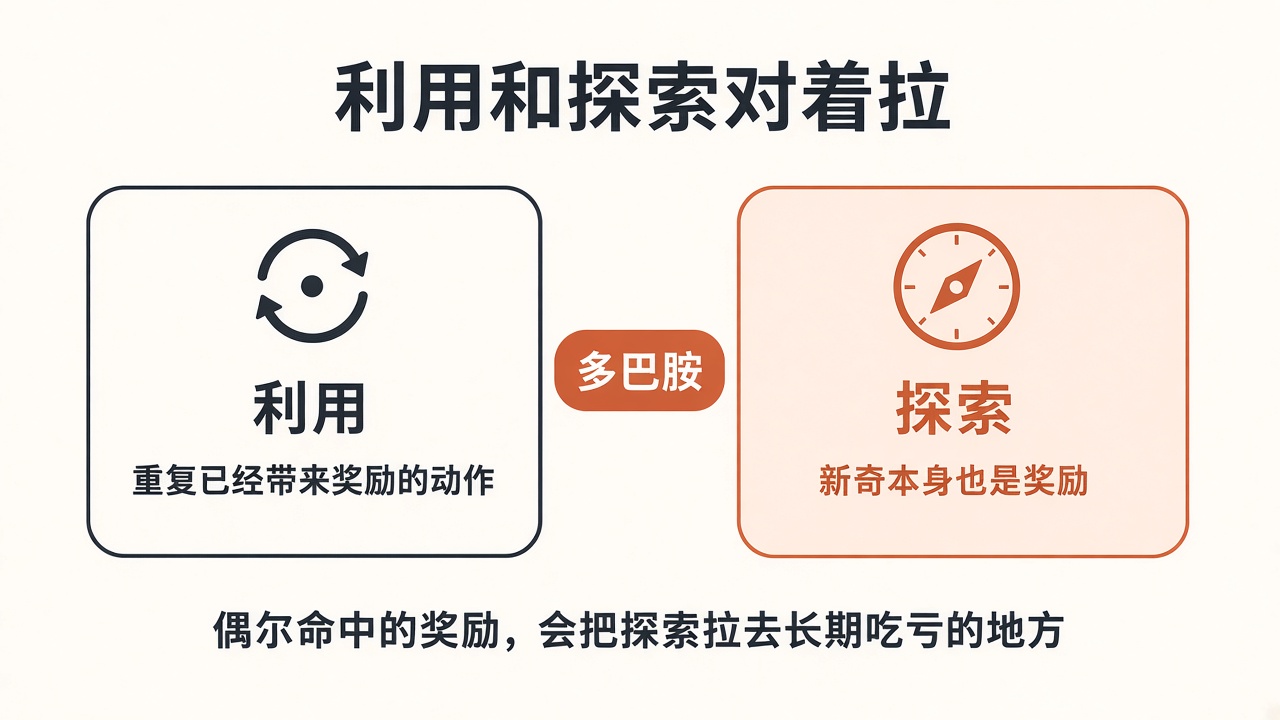 利用和探索对着拉
利用
重复已经带来奖励的动作
多巴胺
探索
新奇本身也是奖励
偶尔命中的奖励，会把探索拉去长期吃亏的地方